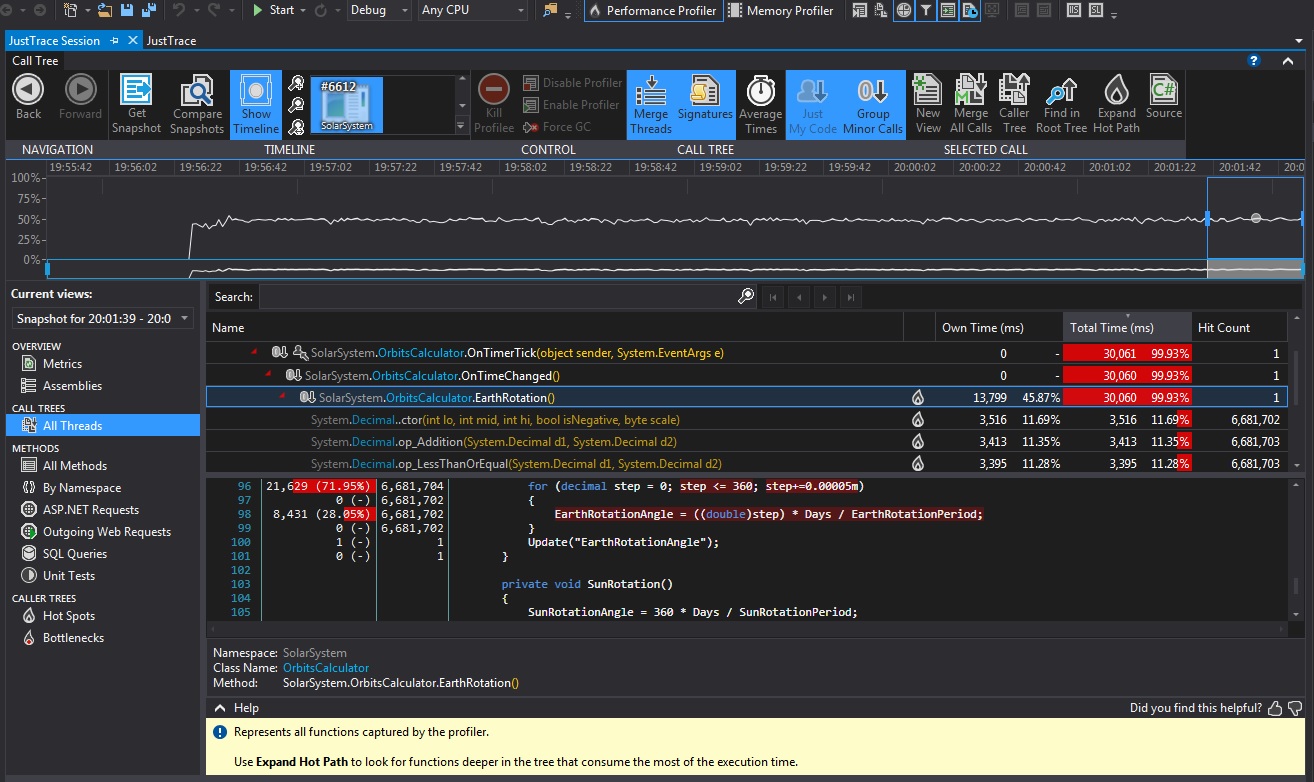 Start Debug Any CPU Performance Profiler Memory Profiler
JustTrace Session JustTrace
Call Tree
#6612
SolarSystem
Back Forward Get Snapshot Compare Snapshots Show Timeline Kill Profiler Disable Profiler Enable Profiler Force GC Merge Threads Signatures Average Times Just My Code Group Minor Calls New View Merge All Calls Caller Tree Find in Root Tree Expand Hot Path Source
NAVIGATION TIMELINE CONTROL CALL TREE SELECTED CALL
19:55:42 19:56:02 19:56:22 19:56:42 19:57:02 19:57:22 19:57:42 19:58:02 19:58:22 19:58:42 19:59:02 19:59:22 19:59:42 20:00:02 20:00:22 20:00:42 20:01:02 20:01:22 20:01:42 20:0
100%
75%
50%
25%
0%
Current views:
Snapshot for 20:01:39 - 20:0
OVERVIEW
Metrics
Assemblies
CALL TREES
All Threads
METHODS
All Methods
By Namespace
ASP.NET Requests
Outgoing Web Requests
SQL Queries
Unit Tests
CALLER TREES
Hot Spots
Bottlenecks
Search:
Name Own Time (ms) Total Time (ms) Hit Count
SolarSystem.OrbitsCalculator.OnTimerTick(object sender, System.EventArgs e) 0 - 30,061 99.93% 1
SolarSystem.OrbitsCalculator.OnTimeChanged() 0 - 30,060 99.93% 1
SolarSystem.OrbitsCalculator.EarthRotation() 13,799 45.87% 30,060 99.93% 1
System.Decimal..ctor(int lo, int mid, int hi, bool isNegative, byte scale) 3,516 11.69% 3,516 11.69% 6,681,702
System.Decimal.op_Addition(System.Decimal d1, System.Decimal d2) 3,413 11.35% 3,413 11.35% 6,681,703
System.Decimal.op_LessThanOrEqual(System.Decimal d1, System.Decimal d2) 3,395 11.28% 3,395 11.28% 6,681,703
96 21,629 (71.95%) 6,681,704 for (decimal step = 0; step <= 360; step+=0.00005m)
97 0 (-) 6,681,702 {
98 8,431 (28.05%) 6,681,702 EarthRotationAngle = ((double)step) * Days / EarthRotationPeriod;
99 0 (-) 6,681,702 }
100 1 (-) 1 Update("EarthRotationAngle");
101 0 (-) 1 }
102
103 private void SunRotation()
104 {
105 SunRotationAngle = 360 * Days / SunRotationPeriod;
Namespace: SolarSystem
Class Name: OrbitsCalculator
Method: SolarSystem.OrbitsCalculator.EarthRotation()
Help Did you find this helpful?
Represents all functions captured by the profiler.
Use Expand Hot Path to look for functions deeper in the tree that consume the most of the execution time.